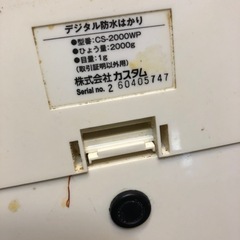 デジタル防水はかり
●型番:CS-2000WP
●ひょう量:2000g
●目量:1g
(取引証明以外用)
株式会社カスタム
Serial no. 2 60405747